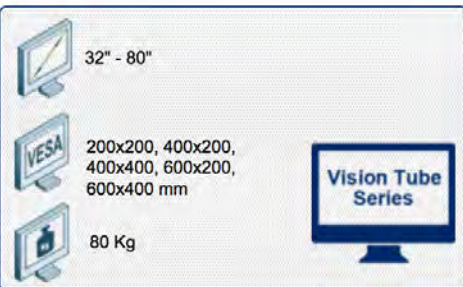 32" - 80"
VESA
200x200, 400x200,
400x400, 600x200,
600x400 mm
80 Kg
Vision Tube
Series